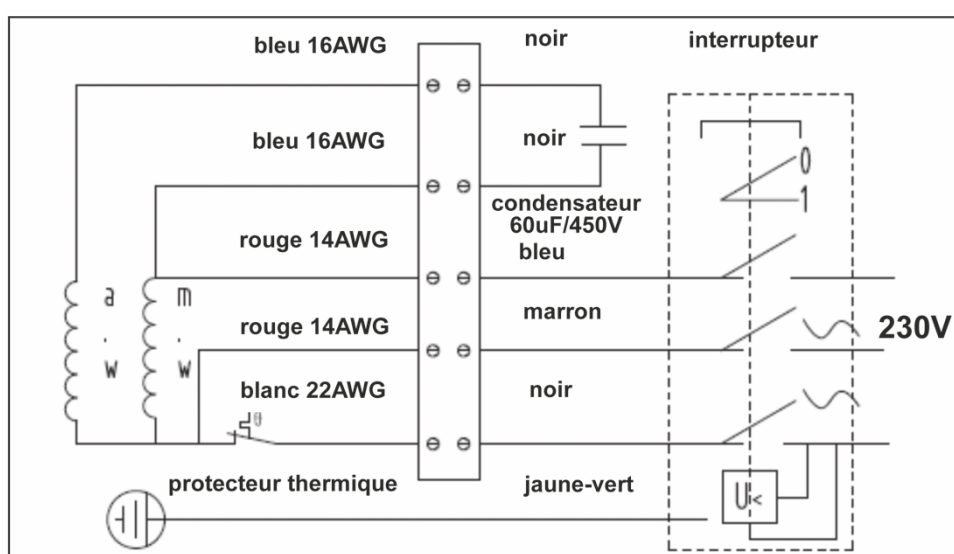 bleu 16AWG
noir
interrupteur
bleu 16AWG
noir
0
1
condensateur
60uF/450V
rouge 14AWG
bleu
a.w
m.w
rouge 14AWG
marron
230V
blanc 22AWG
noir
θ
protecteur thermique
jaune-vert
U<